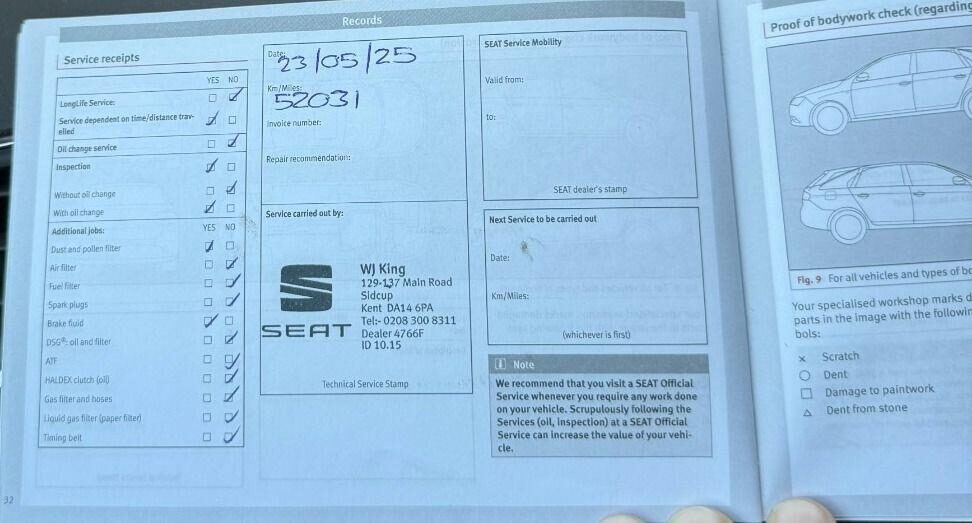 Records
Service receipts
YES NO
LongLife Service:
Service dependent on time/distance trav-
elled
Oil change service
Inspection
Without oil change
With oil change
Additional jobs: YES NO
Dust and pollen filter
Air filter
Fuel filter
Spark plugs
Brake fluid
DSG®: oil and filter
ATF
HALDEX clutch (oil)
Gas filter and hoses
Liquid gas filter (paper filter)
Timing belt
32
Date:
23/05/25
Km/Miles:
52031
Invoice number:
Repair recommendation:
Service carried out by:
SEAT
WJ King
129-137 Main Road
Sidcup
Kent DA14 6PA
Tel:- 0208 300 8311
Dealer 4766F
ID 10.15
Technical Service Stamp
SEAT Service Mobility
Valid from:
to:
SEAT dealer's stamp
Next Service to be carried out
Date:
Km/Miles:
(whichever is first)
Note
We recommend that you visit a SEAT Official
Service whenever you require any work done
on your vehicle. Scrupulously following the
Services (oil, inspection) at a SEAT Official
Service can increase the value of your vehi-
cle.
Proof of bodywork check (regarding
Fig. 9 For all vehicles and types of
Your specialised workshop marks
parts in the image with the
bols:
× Scratch
○ Dent
□ Damage to paintwork
△ Dent from stone